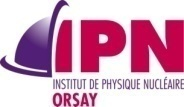 IPN
INSTITUT DE PHYSIQUE NUCLÉAIRE
ORSAY